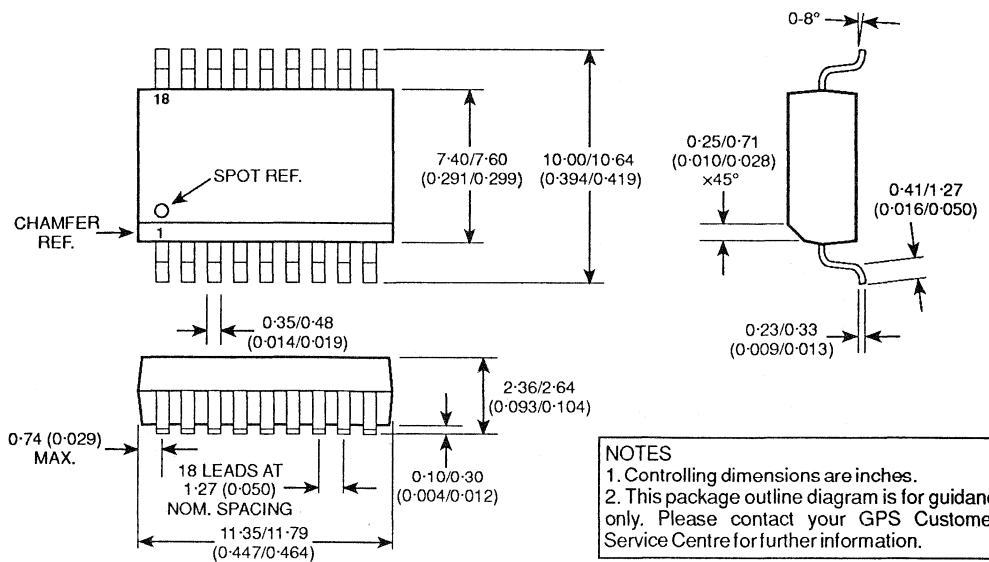 0-8°
18
SPOT REF.
7·40/7·60
(0·291/0·299)
10·00/10·64
(0·394/0·419)
0·25/0·71
(0·010/0·028)
×45°
0·41/1·27
(0·016/0·050)
CHAMFER
REF.
1
0·35/0·48
(0·014/0·019)
0·23/0·33
(0·009/0·013)
2·36/2·64
(0·093/0·104)
0·74 (0·029)
MAX.
18 LEADS AT
1·27 (0·050)
NOM. SPACING
0·10/0·30
(0·004/0·012)
11·35/11·79
(0·447/0·464)
NOTES
1. Controlling dimensions are inches.
2. This package outline diagram is for guidanc
only. Please contact your GPS Custome
Service Centre for further information.